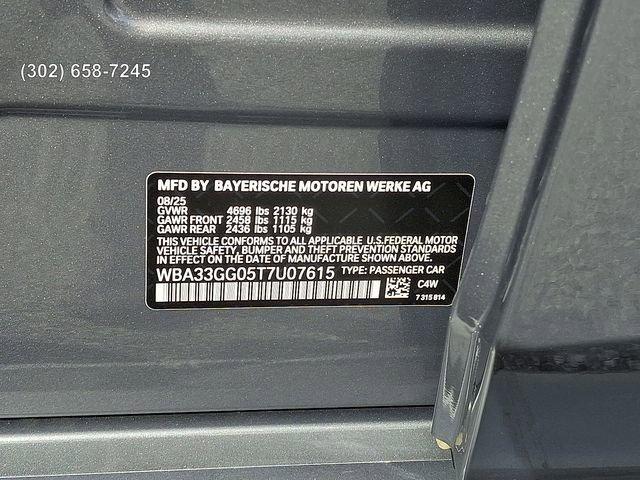 (302) 658-7245
MFD BY BAYERISCHE MOTOREN WERKE AG
08/25
GVWR 4696 lbs 2130 kg
GAWR FRONT 2458 lbs 1115 kg
GAWR REAR 2436 lbs 1105 kg
THIS VEHICLE CONFORMS TO ALL APPLICABLE U.S.FEDERAL MOTOR
VEHICLE SAFETY, BUMPER AND THEFT PREVENTION STANDARDS
IN EFFECT ON THE DATE OF MANUFACTURE SHOWN ABOVE.
WBA33GG05T7U07615 TYPE: PASSENGER CAR
C4W
7315814